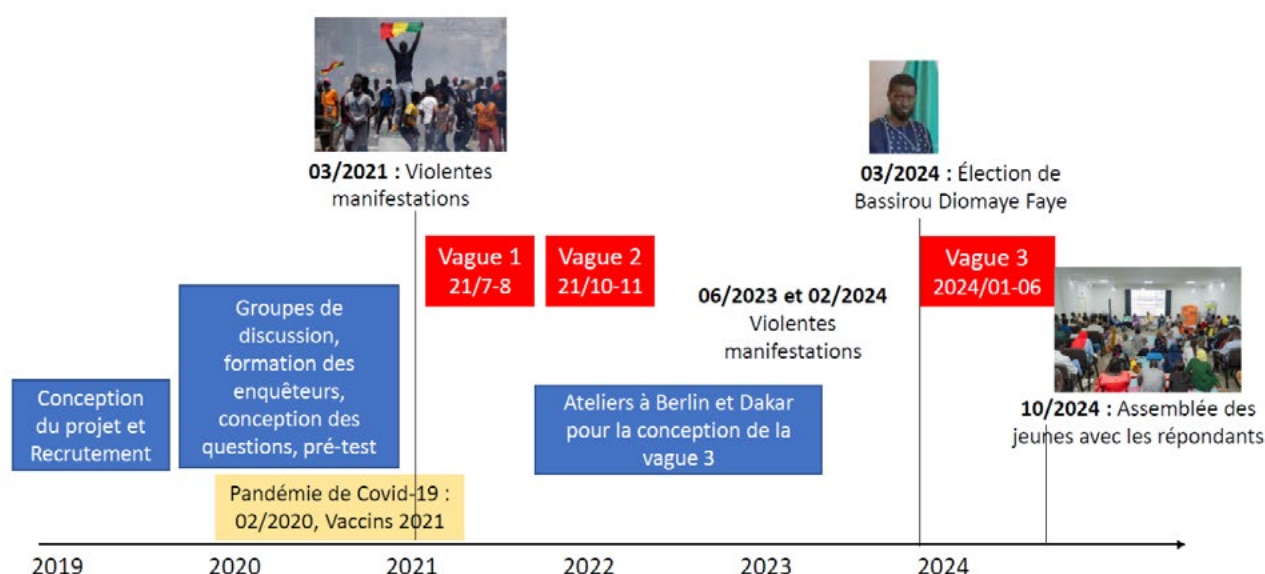 03/2021 : Violentes
manifestations
03/2024 : Élection de
Bassirou Diomaye Faye
Vague 1
21/7-8
Vague 2
21/10-11
Vague 3
2024/01-06
06/2023 et 02/2024
Violentes
manifestations
Groupes de
discussion,
formation des
enquêteurs,
conception des
questions, pré-test
Conception
du projet et
Recrutement
Ateliers à Berlin et Dakar
pour la conception de la
vague 3
10/2024 : Assemblée des
jeunes avec les répondants
Pandémie de Covid-19 :
02/2020, Vaccins 2021
2019 2020 2021 2022 2023 2024